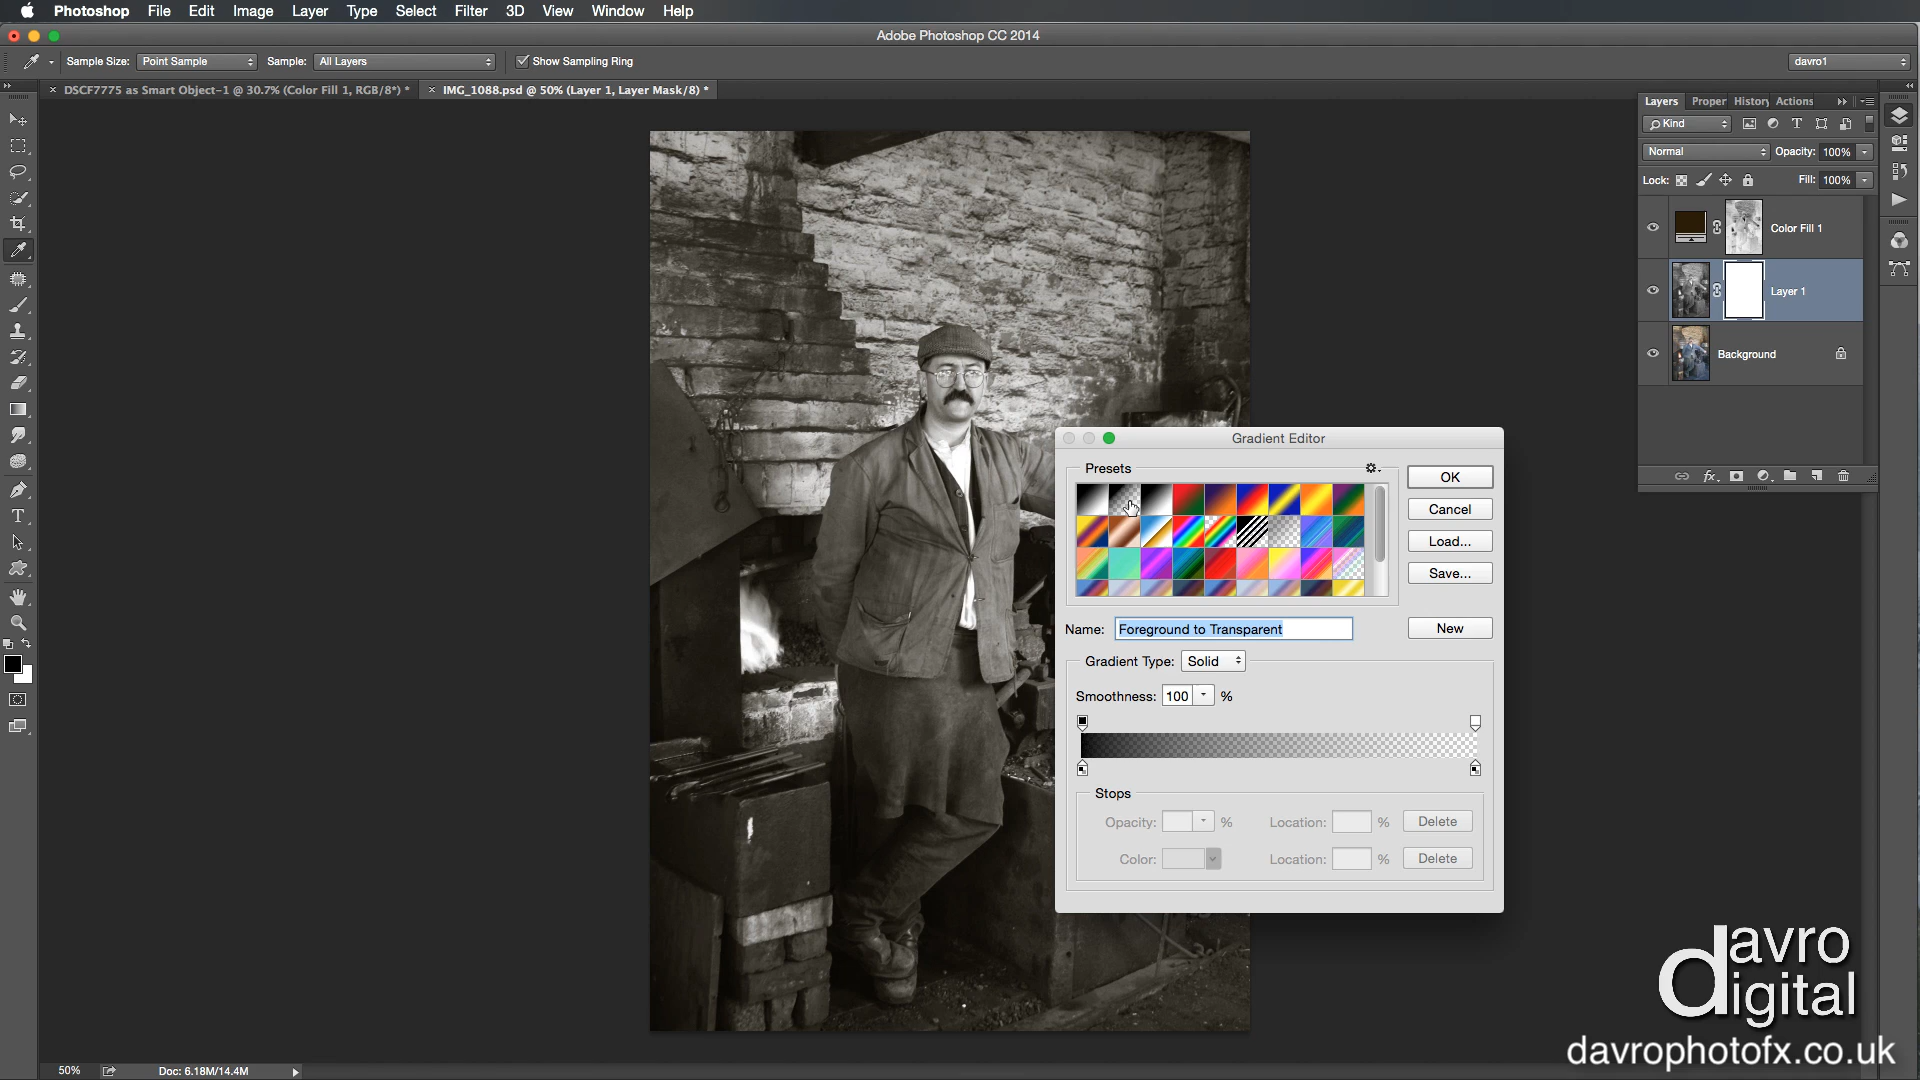 Photoshop File Edit Image Layer Type Select Filter 3D View Window Help
Adobe Photoshop CC 2014
Sample Size: Point Sample Sample: All Layers Show Sampling Ring davro1
DSCF7775 as Smart Object-1 @ 30.7% (Color Fill 1, RGB/8*) * IMG_1088.psd @ 50% (Layer 1, Layer Mask/8) *
Layers Proper History Actions
Kind
Normal Opacity: 100%
Lock: Fill: 100%
Color Fill 1
Layer 1
Background
Gradient Editor
Presets
OK
Cancel
Load...
Save...
Name: Foreground to Transparent New
Gradient Type: Solid
Smoothness: 100 %
Stops
Opacity: % Location: % Delete
Color: Location: % Delete
davro
digital
davrophotofx.co.uk
50% Doc: 6.18M/14.4M